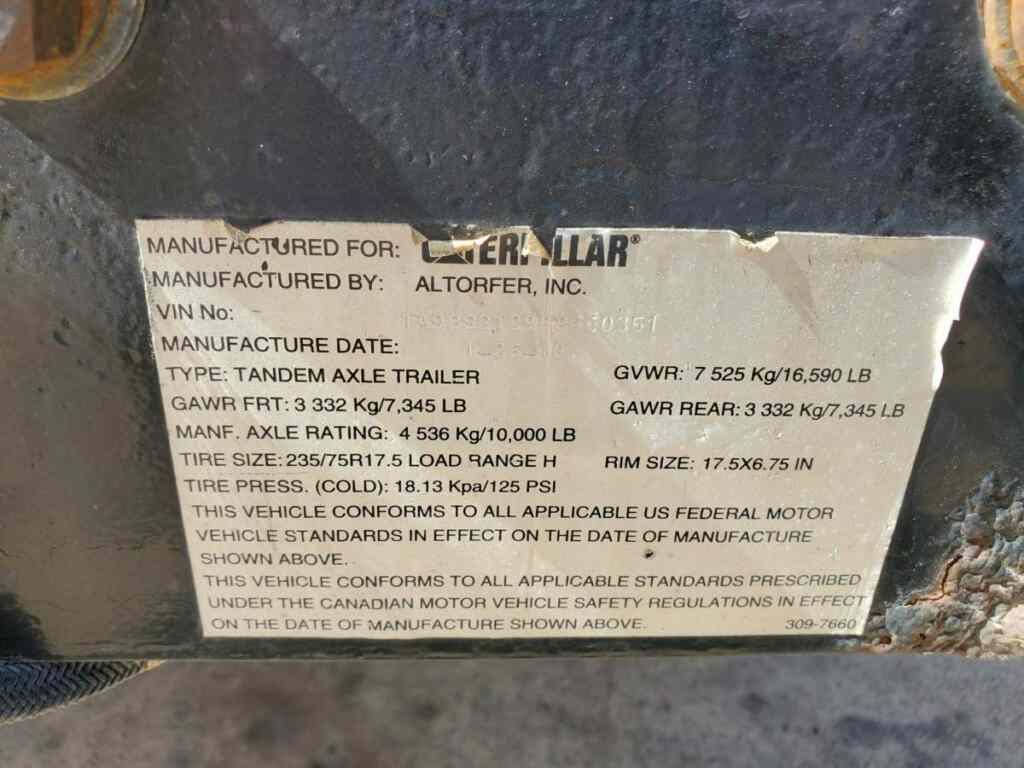 MANUFACTURED FOR: CATERPILLAR®
MANUFACTURED BY: ALTORFER, INC.
VIN No:
MANUFACTURE DATE:
TYPE: TANDEM AXLE TRAILER GVWR: 7 525 Kg/16,590 LB
GAWR FRT: 3 332 Kg/7,345 LB GAWR REAR: 3 332 Kg/7,345 LB
MANF. AXLE RATING: 4 536 Kg/10,000 LB
TIRE SIZE: 235/75R17.5 LOAD RANGE H RIM SIZE: 17.5X6.75 IN
TIRE PRESS. (COLD): 18.13 Kpa/125 PSI
THIS VEHICLE CONFORMS TO ALL APPLICABLE US FEDERAL MOTOR
VEHICLE STANDARDS IN EFFECT ON THE DATE OF MANUFACTURE
SHOWN ABOVE.
THIS VEHICLE CONFORMS TO ALL APPLICABLE STANDARDS PRESCRIBED
UNDER THE CANADIAN MOTOR VEHICLE SAFETY REGULATIONS IN EFFECT
ON THE DATE OF MANUFACTURE SHOWN ABOVE. 309-7660